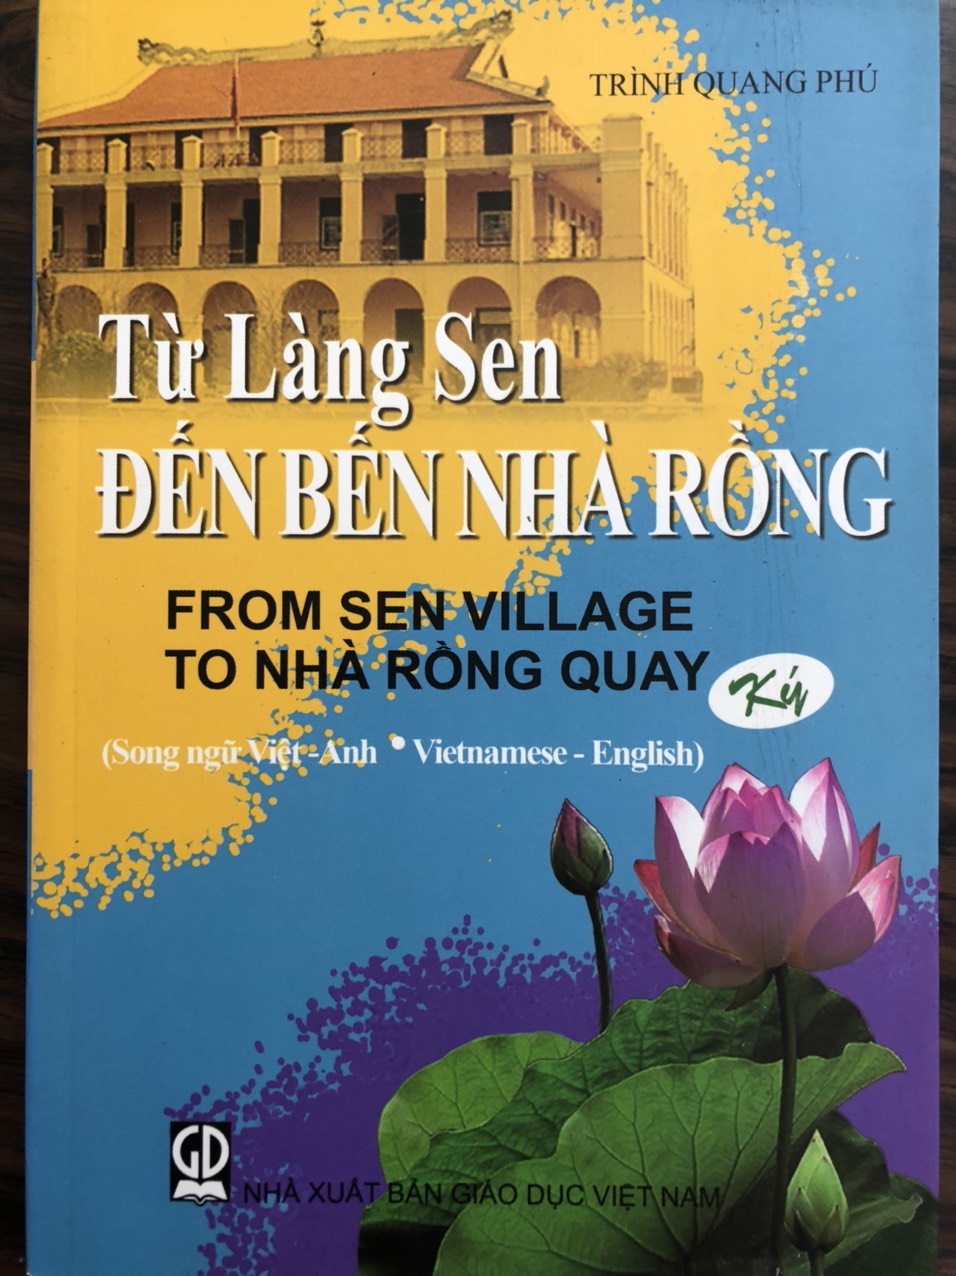 TRÌNH QUANG PHÚ
Từ Làng Sen
ĐẾN BẾN NHÀ RỒNG
FROM SEN VILLAGE
TO NHÀ RỒNG QUAY
Ký
(Song ngữ Việt -Anh • Vietnamese - English)
GD
NHÀ XUẤT BẢN GIÁO DỤC VIỆT NAM